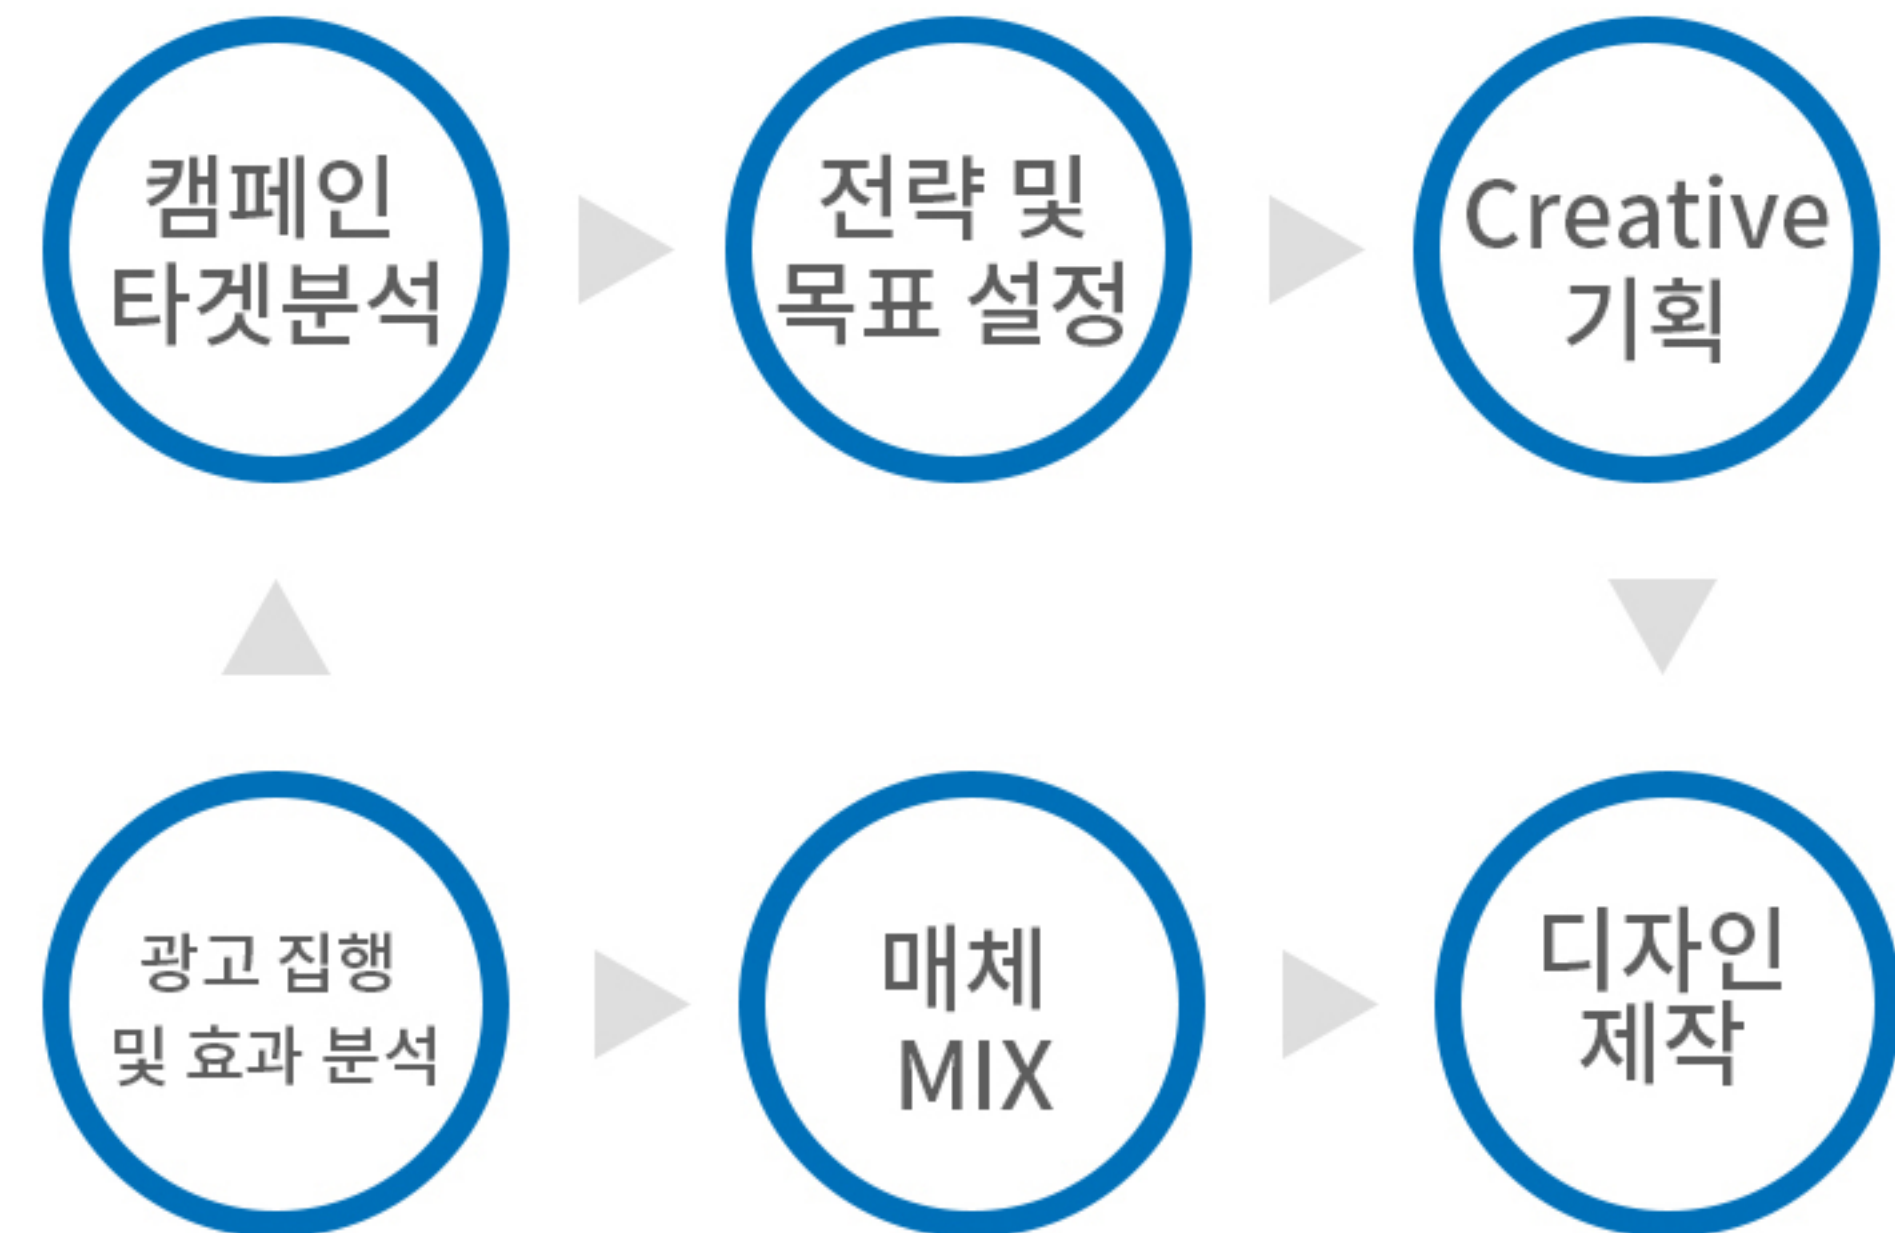 캠페인
타겟분석
전략 및
목표 설정
Creative
기획
광고 집행
및 효과 분석
매체
MIX
디자인
제작